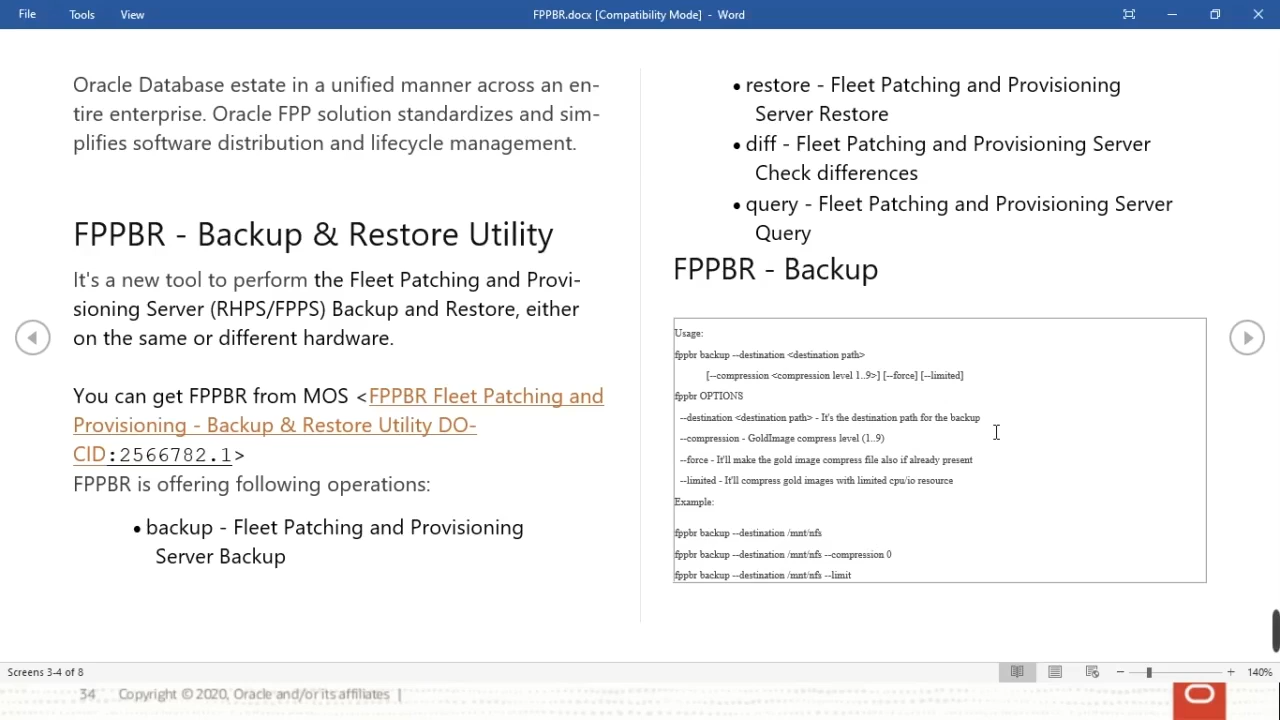 File Tools View FPPBR.docx [Compatibility Mode] - Word
Oracle Database estate in a unified manner across an en-
tire enterprise. Oracle FPP solution standardizes and sim-
plifies software distribution and lifecycle management.
FPPBR - Backup & Restore Utility
It's a new tool to perform the Fleet Patching and Provi-
sioning Server (RHPS/FPPS) Backup and Restore, either
on the same or different hardware.
You can get FPPBR from MOS <FPPBR Fleet Patching and
Provisioning - Backup & Restore Utility DO-
CID:2566782.1>
FPPBR is offering following operations:
• backup - Fleet Patching and Provisioning
Server Backup
• restore - Fleet Patching and Provisioning
Server Restore
• diff - Fleet Patching and Provisioning Server
Check differences
• query - Fleet Patching and Provisioning Server
Query
FPPBR - Backup
Usage:
fppbr backup --destination <destination path>
[--compression <compression level 1..9>] [--force] [--limited]
fppbr OPTIONS
--destination <destination path> - It's the destination path for the backup
--compression - GoldImage compress level (1..9)
--force - It'll make the gold image compress file also if already present
--limited - It'll compress gold images with limited cpu/io resource
Example:
fppbr backup --destination /mnt/nfs
fppbr backup --destination /mnt/nfs --compression 0
fppbr backup --destination /mnt/nfs --limit
Screens 3-4 of 8 140%
34 Copyright © 2020, Oracle and/or its affiliates |